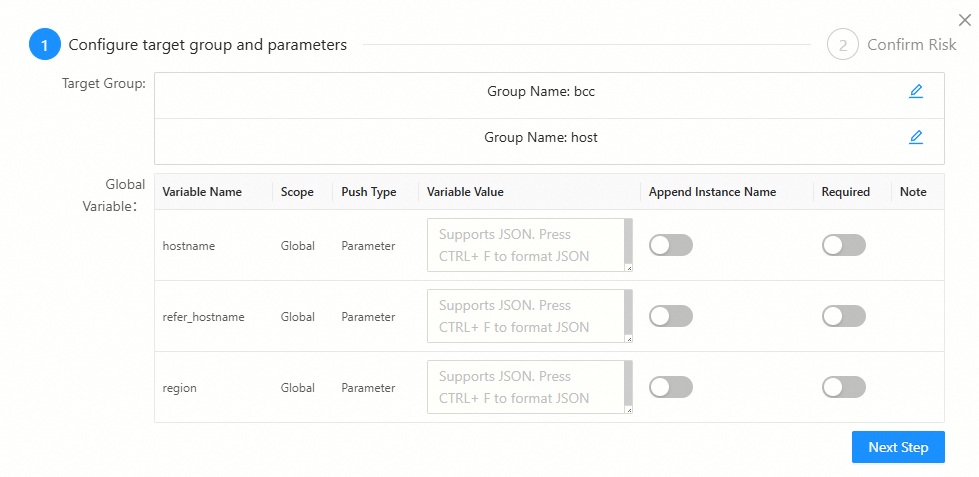 1 Configure target group and parameters 2 Confirm Risk
Target Group: Group Name: bcc
Group Name: host
Global Variable: Variable Name Scope Push Type Variable Value Append Instance Name Required Note
hostname Global Parameter Supports JSON. Press
CTRL+ F to format JSON
refer_hostname Global Parameter Supports JSON. Press
CTRL+ F to format JSON
region Global Parameter Supports JSON. Press
CTRL+ F to format JSON
Next Step